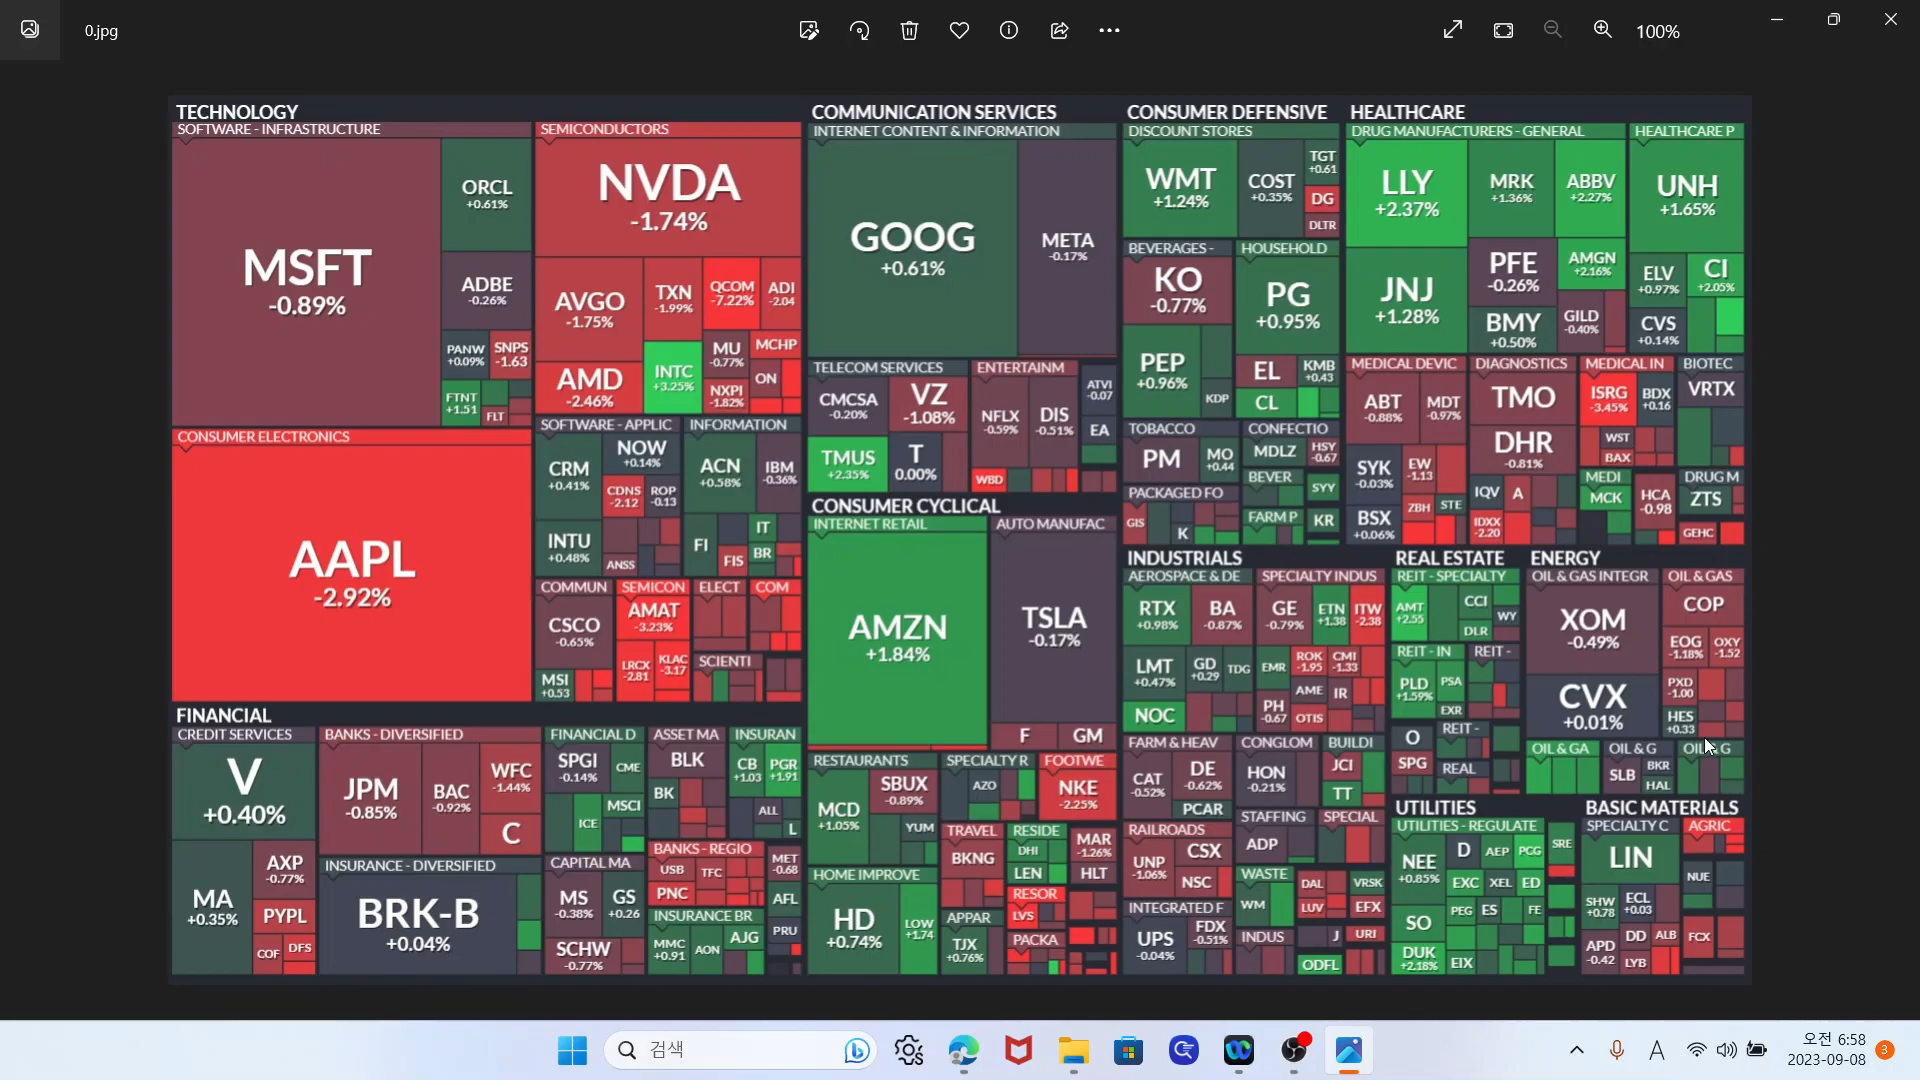 0.jpg
100%
TECHNOLOGY
SOFTWARE - INFRASTRUCTURE
MSFT
-0.89%
ORCL
+0.61%
ADBE
-0.26%
PANW
+0.09%
SNPS
-1.63
FTNT
+1.51
FLT
SEMICONDUCTORS
NVDA
-1.74%
AVGO
-1.75%
TXN
-1.99%
QCOM
-7.22%
ADI
-2.04
AMD
-2.46%
INTC
+3.25%
MU
-0.77%
MCHP
NXPI
-1.82%
ON
CONSUMER ELECTRONICS
AAPL
-2.92%
SOFTWARE - APPLIC
CRM
+0.41%
NOW
+0.14%
CDNS
-2.12
ROP
-0.13
INTU
+0.48%
ANSS
INFORMATION
ACN
+0.58%
IBM
-0.36%
FI
IT
BR
FIS
COMMUN
CSCO
-0.65%
MSI
+0.53
SEMICON
AMAT
-3.23%
LRCX
-2.81
KLAC
-3.17
ELECT
COM
SCIENTI
COMMUNICATION SERVICES
INTERNET CONTENT & INFORMATION
GOOG
+0.61%
META
-0.17%
TELECOM SERVICES
CMCSA
-0.20%
VZ
-1.08%
TMUS
+2.35%
T
0.00%
ENTERTAINM
NFLX
-0.59%
DIS
-0.51%
WBD
ATVI
-0.07
EA
CONSUMER CYCLICAL
INTERNET RETAIL
AMZN
+1.84%
AUTO MANUFAC
TSLA
-0.17%
F
GM
RESTAURANTS
MCD
+1.05%
SBUX
-0.89%
YUM
SPECIALTY R
AZO
FOOTWE
NKE
-2.25%
TRAVEL
BKNG
RESIDE
DHI
LEN
MAR
-1.26%
HLT
HOME IMPROVE
HD
+0.74%
LOW
+1.74
RESOR
LVS
APPAR
TJX
+0.76%
PACKA
CONSUMER DEFENSIVE
DISCOUNT STORES
WMT
+1.24%
COST
+0.35%
TGT
+0.61
DG
DLTR
BEVERAGES -
KO
-0.77%
PEP
+0.96%
KDP
HOUSEHOLD
PG
+0.95%
EL
KMB
+0.43
CL
TOBACCO
PM
MO
+0.44
CONFECTIO
MDLZ
HSY
-0.67
PACKAGED FO
GIS
K
BEVER
SYY
FARM P
KR
HEALTHCARE
DRUG MANUFACTURERS - GENERAL
LLY
+2.37%
MRK
+1.36%
ABBV
+2.27%
JNJ
+1.28%
PFE
-0.26%
AMGN
+2.16%
BMY
+0.50%
GILD
-0.40%
HEALTHCARE P
UNH
+1.65%
ELV
+0.97%
CI
+2.05%
CVS
+0.14%
MEDICAL DEVIC
ABT
-0.88%
MDT
-0.97%
SYK
-0.03%
EW
-1.13
BSX
+0.06%
ZBH
STE
DIAGNOSTICS
TMO
DHR
-0.81%
IQV
A
IDXX
-2.20
MEDICAL IN
ISRG
-3.45%
BDX
+0.16
WST
BAX
BIOTEC
VRTX
MEDI
MCK
HCA
-0.98
DRUG M
ZTS
GEHC
INDUSTRIALS
AEROSPACE & DE
RTX
+0.98%
BA
-0.87%
LMT
+0.47%
GD
+0.29
TDG
NOC
SPECIALTY INDUS
GE
-0.79%
ETN
+1.38
ITW
-2.38
EMR
ROK
-1.95
CMI
-1.33
AME
IR
PH
-0.67
OTIS
FARM & HEAV
CAT
-0.52%
DE
-0.62%
PCAR
CONGLOM
HON
-0.21%
BUILDI
JCI
TT
RAILROADS
UNP
-1.06%
CSX
NSC
STAFFING
ADP
SPECIAL
WASTE
WM
DAL
LUV
VRSK
EFX
INTEGRATED F
UPS
-0.04%
FDX
-0.51%
INDUS
J
URI
ODFL
REAL ESTATE
REIT - SPECIALTY
AMT
+2.55
CCI
WY
DLR
REIT - IN
PLD
+1.59%
PSA
EXR
REIT -
O
SPG
REIT -
REAL
ENERGY
OIL & GAS INTEGR
XOM
-0.49%
CVX
+0.01%
OIL & GAS
COP
EOG
-1.18%
OXY
-1.52
PXD
-1.00
HES
+0.33
OIL & GA
OIL & G
SLB
BKR
HAL
UTILITIES
UTILITIES - REGULATE
NEE
+0.85%
D
AEP
PCG
SRE
EXC
XEL
ED
SO
PEG
ES
FE
DUK
+2.18%
EIX
BASIC MATERIALS
SPECIALTY C
LIN
SHW
+0.78
ECL
+0.03
APD
-0.42
DD
ALB
LYB
AGRIC
NUE
FCX
FINANCIAL
CREDIT SERVICES
V
+0.40%
MA
+0.35%
AXP
-0.77%
PYPL
COF
DFS
BANKS - DIVERSIFIED
JPM
-0.85%
BAC
-0.92%
WFC
-1.44%
C
INSURANCE - DIVERSIFIED
BRK-B
+0.04%
FINANCIAL D
SPGI
-0.14%
CME
MSCI
ICE
CAPITAL MA
MS
-0.38%
GS
+0.26
SCHW
-0.77%
ASSET MA
BLK
BK
INSURAN
CB
+1.03
PGR
+1.91
ALL
L
BANKS - REGIO
USB
TFC
PNC
MET
-0.68
AFL
PRU
INSURANCE BR
MMC
+0.91
AON
AJG
검색
A
오전 6:58
2023-09-08
3